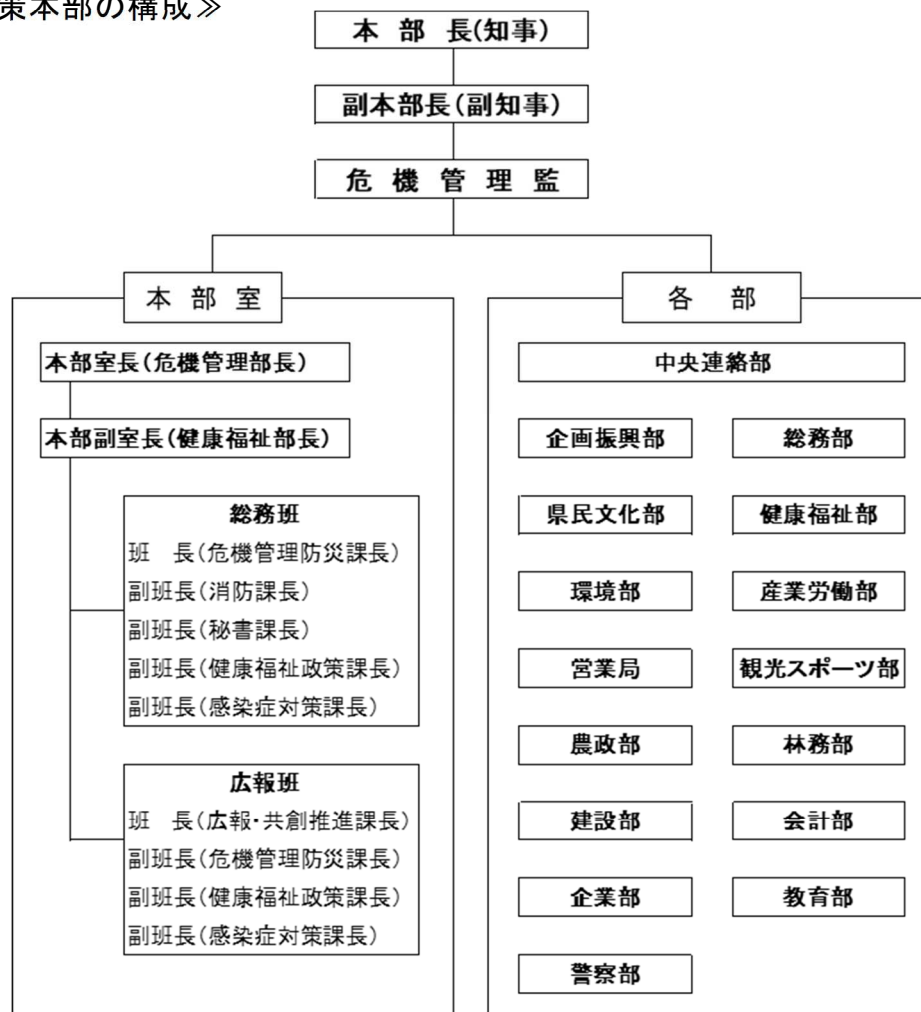 策本部の構成≫
本 部 長(知事)
副本部長(副知事)
危 機 管 理 監
本 部 室
本部室長(危機管理部長)
本部副室長(健康福祉部長)
総務班
班 長(危機管理防災課長)
副班長(消防課長)
副班長(秘書課長)
副班長(健康福祉政策課長)
副班長(感染症対策課長)
広報班
班 長(広報・共創推進課長)
副班長(危機管理防災課長)
副班長(健康福祉政策課長)
副班長(感染症対策課長)
各 部
中央連絡部
企画振興部
総務部
県民文化部
健康福祉部
環境部
産業労働部
営業局
観光スポーツ部
農政部
林務部
建設部
会計部
企業部
教育部
警察部